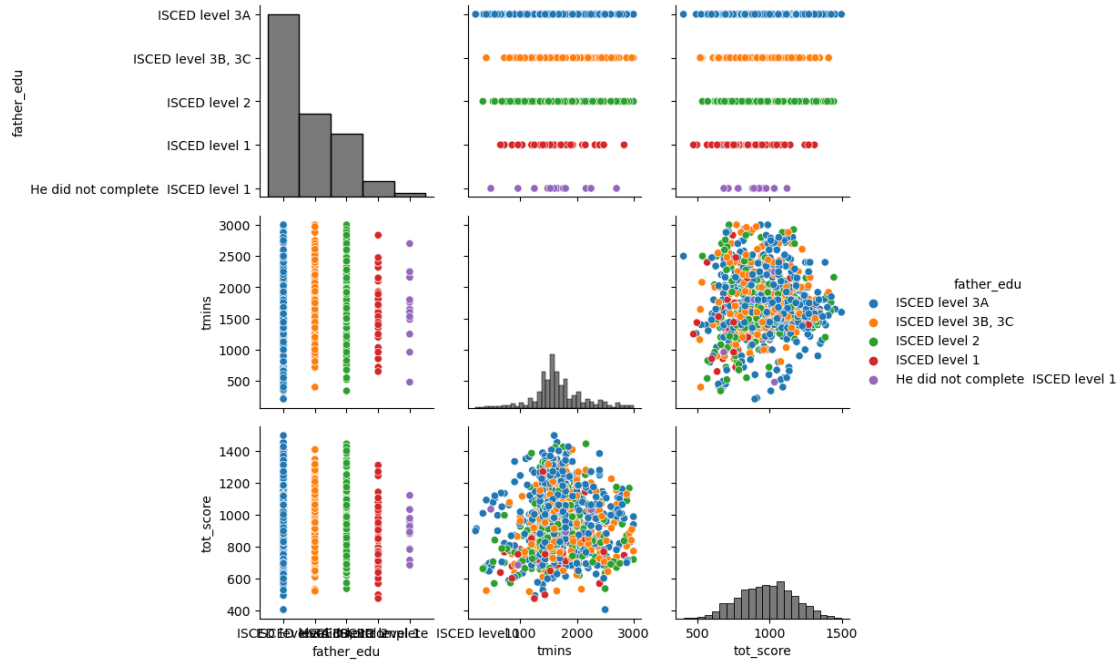 ISCED level 3A
ISCED level 3B, 3C
ISCED level 2
ISCED level 1
He did not complete  ISCED level 1
father_edu
3000
2500
2000
1500
1000
500
tmins
father_edu
ISCED level 3A
ISCED level 3B, 3C
ISCED level 2
ISCED level 1
He did not complete  ISCED level 1
1400
1200
1000
800
600
400
tot_score
ISCED level
2000
3000
500
1000
1500
father_edu
tmins
tot_score